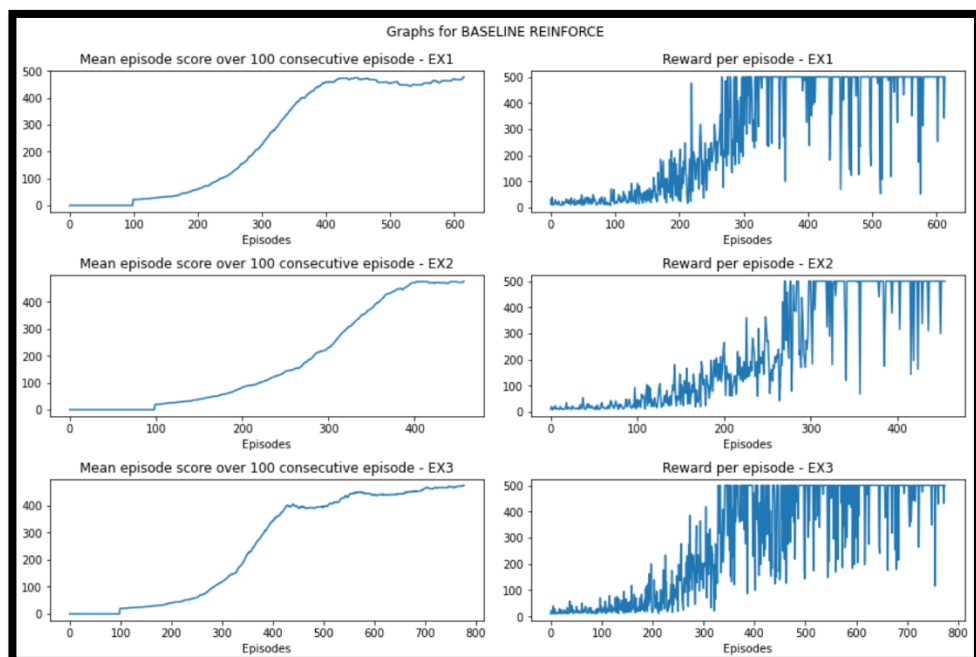 Graphs for BASELINE REINFORCE
Mean episode score over 100 consecutive episode - EX1
500
400
300
200
100
0
0 100 200 300 400 500 600
Episodes
Reward per episode - EX1
500
400
300
200
100
0
0 100 200 300 400 500 600
Episodes
Mean episode score over 100 consecutive episode - EX2
400
300
200
100
0
0 100 200 300 400
Episodes
Reward per episode - EX2
500
400
300
200
100
0
0 100 200 300 400
Episodes
Mean episode score over 100 consecutive episode - EX3
400
300
200
100
0
0 100 200 300 400 500 600 700 800
Episodes
Reward per episode - EX3
500
400
300
200
100
0
0 100 200 300 400 500 600 700 800
Episodes